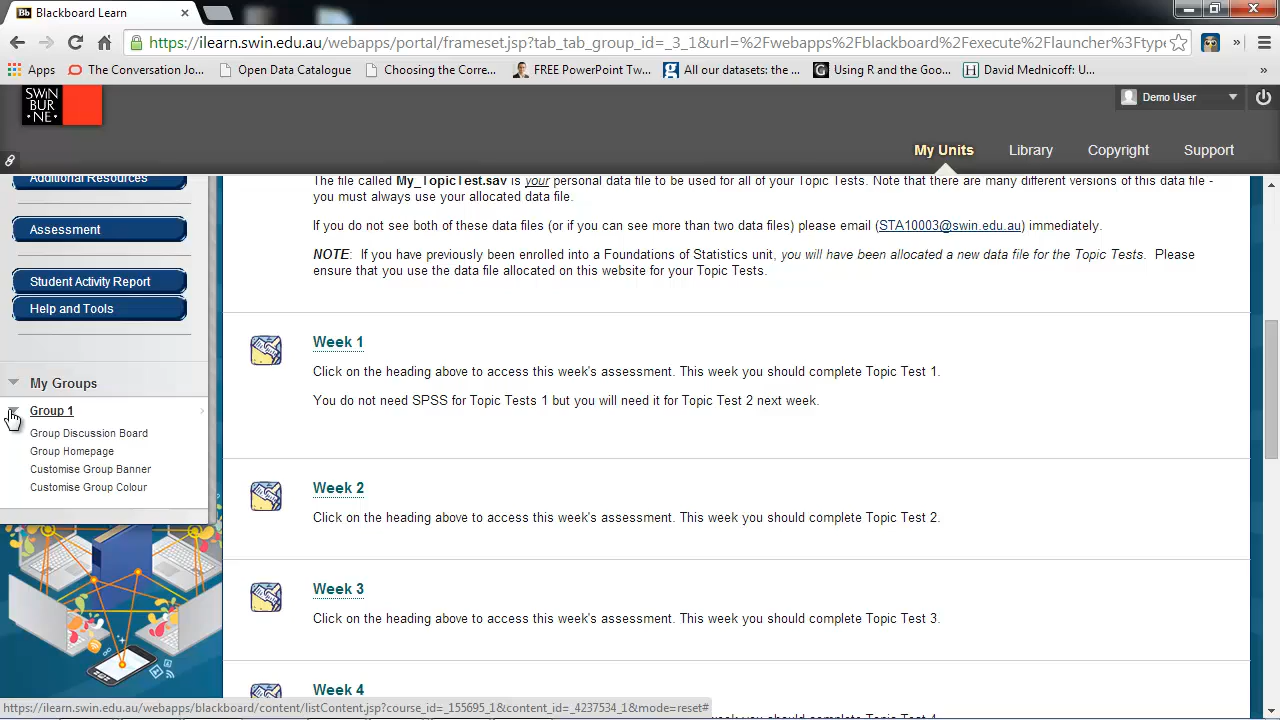 Blackboard Learn
https://ilearn.swin.edu.au/webapps/portal/frameset.jsp?tab_tab_group_id=_3_1&url=%2Fwebapps%2Fblackboard%2Fexecute%2Flauncher%3Ftype
Apps The Conversation Jo... Open Data Catalogue Choosing the Corre... FREE PowerPoint Tw... All our datasets: the ... Using R and the Goo... David Mednicoff: U...
SWIN
BUR
NE
Demo User
My Units Library Copyright Support
Additional Resources
Assessment
Student Activity Report
Help and Tools
My Groups
Group 1
Group Discussion Board
Group Homepage
Customise Group Banner
Customise Group Colour
The file called My_TopicTest.sav is your personal data file to be used for all of your Topic Tests. Note that there are many different versions of this data file -
you must always use your allocated data file.
If you do not see both of these data files (or if you can see more than two data files) please email (STA10003@swin.edu.au) immediately.
NOTE: If you have previously been enrolled into a Foundations of Statistics unit, you will have been allocated a new data file for the Topic Tests. Please
ensure that you use the data file allocated on this website for your Topic Tests.
Week 1
Click on the heading above to access this week's assessment. This week you should complete Topic Test 1.
You do not need SPSS for Topic Tests 1 but you will need it for Topic Test 2 next week.
Week 2
Click on the heading above to access this week's assessment. This week you should complete Topic Test 2.
Week 3
Click on the heading above to access this week's assessment. This week you should complete Topic Test 3.
Week 4
https://ilearn.swin.edu.au/webapps/blackboard/content/listContent.jsp?course_id=_155695_1&content_id=_4237534_1&mode=reset#